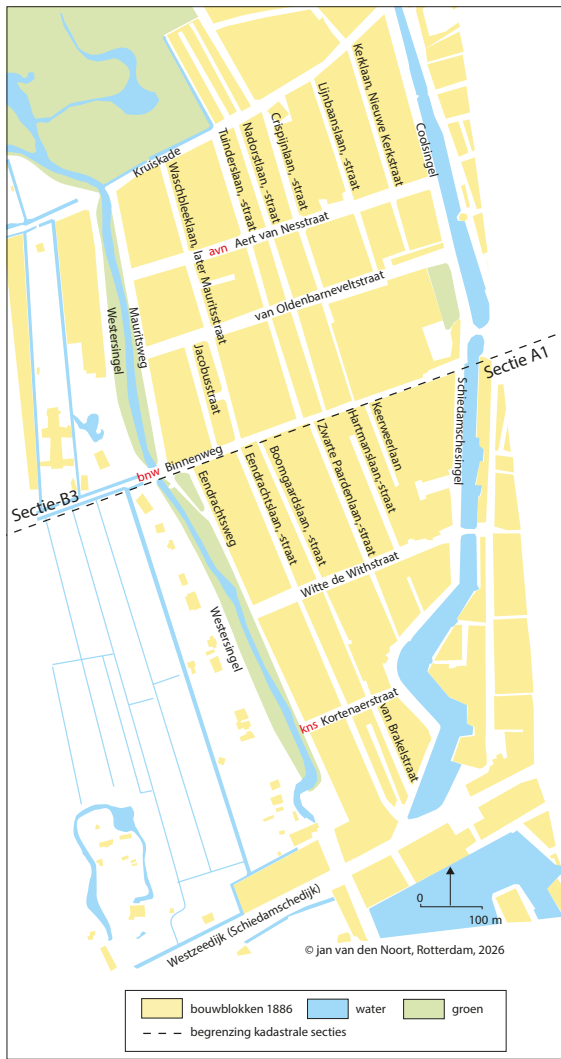 Kruiskade
Tuinderslaan, -straat
Nadorstlaan, -straat
Crispijnlaan, -straat
Lijnbaanslaan, -straat
Kerklaan, Nieuwe Kerkstraat
Coolsingel
Waschbleeklaan, later Mauritsstraat
avn Aert van Nesstraat
van Oldenbarneveltstraat
Westersingel
Mauritsweg
Jacobusstraat
Sectie A1
Schiedamschesingel
bnw Binnenweg
Sectie-B3
Eendrachtsweg
Eendrachtslaan, -straat
Boomgaardslaan, -straat
Zwarte Paardenlaan,-straat
Hartmanslaan,-straat
Keerweerlaan
Witte de Withstraat
Westersingel
kns Kortenaerstraat
van Brakelstraat
Westzeedijk (Schiedamschedijk)
0
100 m
© jan van den Noort, Rotterdam, 2026
bouwblokken 1886
water
groen
begrenzing kadastrale secties